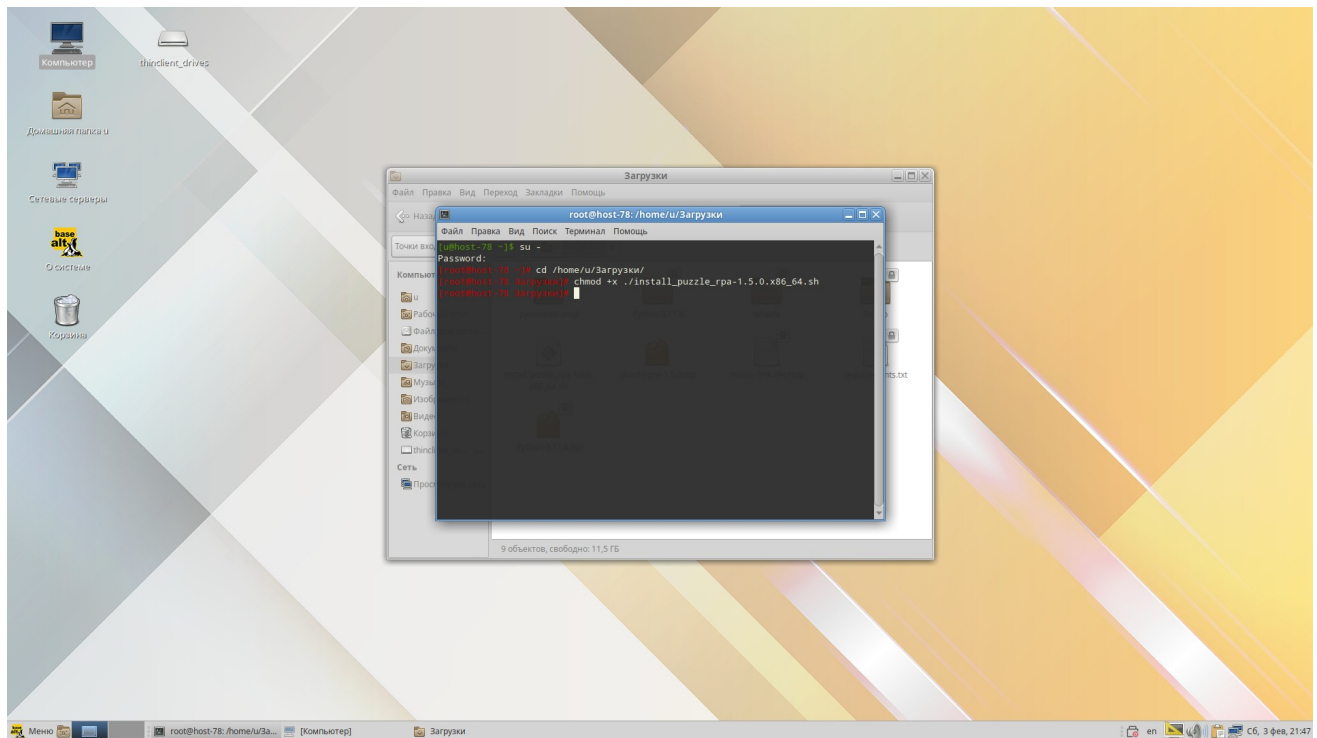 Компьютер
thinclient_drives
Домашняя папка u
Сетевые серверы
base
alt
О системе
Корзина
Загрузки
Файл Правка Вид Переход Закладки Помощь
Назад
root@host-78: /home/u/Загрузки
Файл Правка Вид Поиск Терминал Помощь
[u@host-78 ~]$ su -
Password:
[root@host-78 ~]# cd /home/u/Загрузки/
[root@host-78 Загрузки]# chmod +x ./install_puzzle_rpa-1.5.0.x86_64.sh
[root@host-78 Загрузки]#
u
Сеть
nts.txt
9 объектов, свободно: 11,5 ГБ
Меню
root@host-78: /home/u/За...
[Компьютер]
Загрузки
en
Сб, 3 фев, 21:47